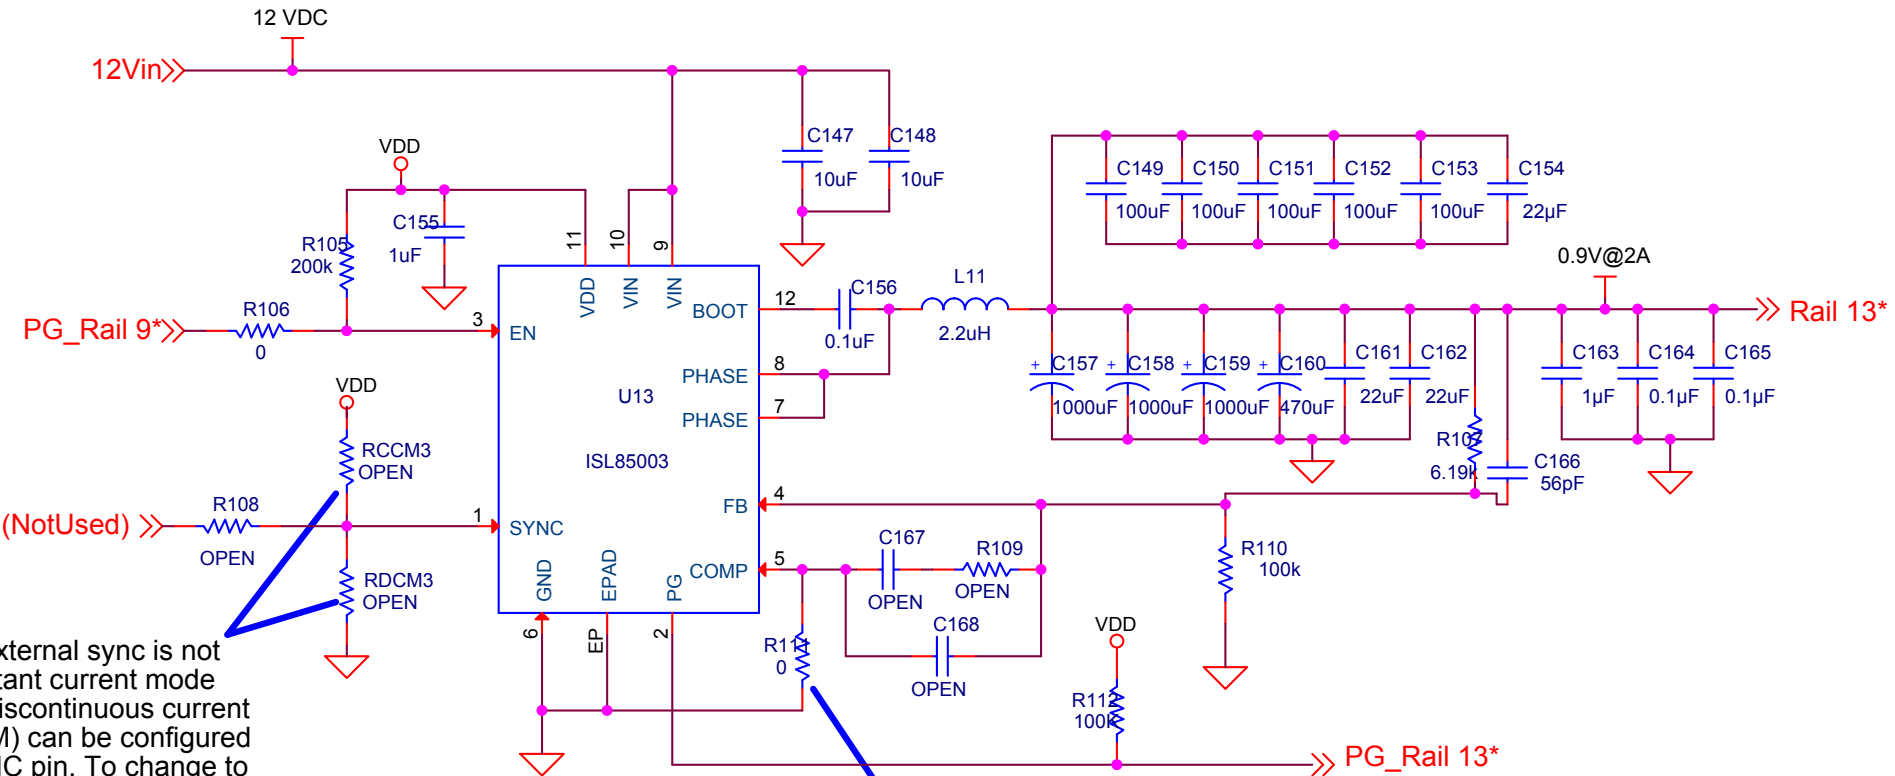 12 VDC
12Vin
VDD
C147
10uF
C148
10uF
C149
100uF
C150
100uF
C151
100uF
C152
100uF
C153
100uF
C154
22µF
C155
1uF
R105
200k
11
10
9
0.9V@2A
R106
0
PG_Rail 9*
3
EN
VDD
VIN
VIN
BOOT
12
C156
0.1uF
L11
2.2uH
Rail 13*
PHASE
8
PHASE
7
U13
ISL85003
+
C157
1000uF
+
C158
1000uF
+
C159
1000uF
+
C160
470uF
C161
22uF
C162
22uF
C163
1µF
C164
0.1µF
C165
0.1µF
R107
6.19k
C166
56pF
VDD
RCCM3
OPEN
FB
4
(NotUsed)
R108
OPEN
1
SYNC
RDCM3
OPEN
GND
EPAD
PG
COMP
5
C167
OPEN
R109
OPEN
C168
OPEN
R110
100k
6
EP
2
R111
0
VDD
R112
100k
PG_Rail 13*
xternal sync is not
tant current mode
iscontinuous current
M) can be configured
IC pin. To change to